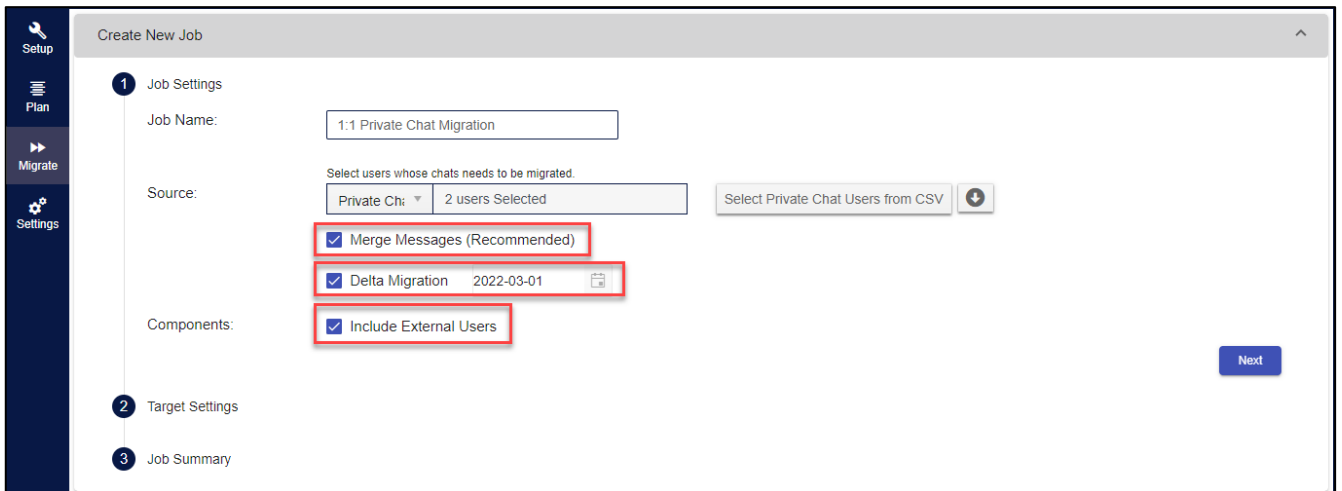 Setup
Plan
Migrate
Settings
Create New Job
1 Job Settings
Job Name: 1:1 Private Chat Migration
Select users whose chats needs to be migrated.
Source: Private Cha 2 users Selected Select Private Chat Users from CSV
Merge Messages (Recommended)
Delta Migration 2022-03-01
Components: Include External Users
Next
2 Target Settings
3 Job Summary